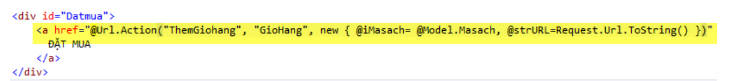 <div id="Datmua">
<a href="@Url.Action("ThemGiohang", "GioHang", new { @iMasach= @Model.Masach, @strURL=Request.Url.ToString() })"
ĐẶT MUA
</a>
</div>